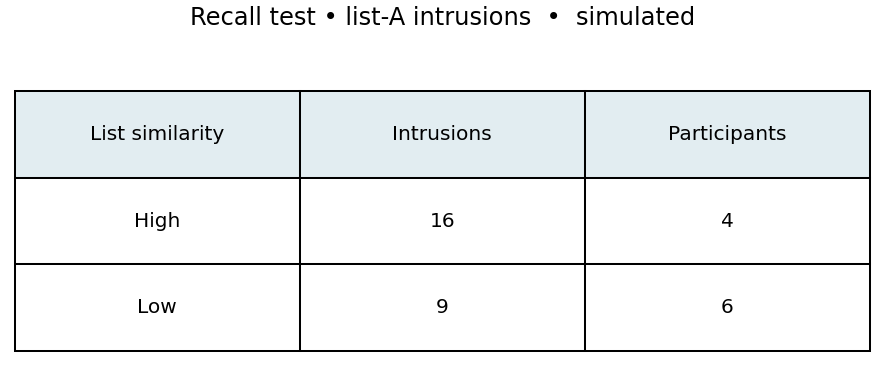 Recall test • list-A intrusions • simulated
List similarity Intrusions Participants
High 16 4
Low 9 6